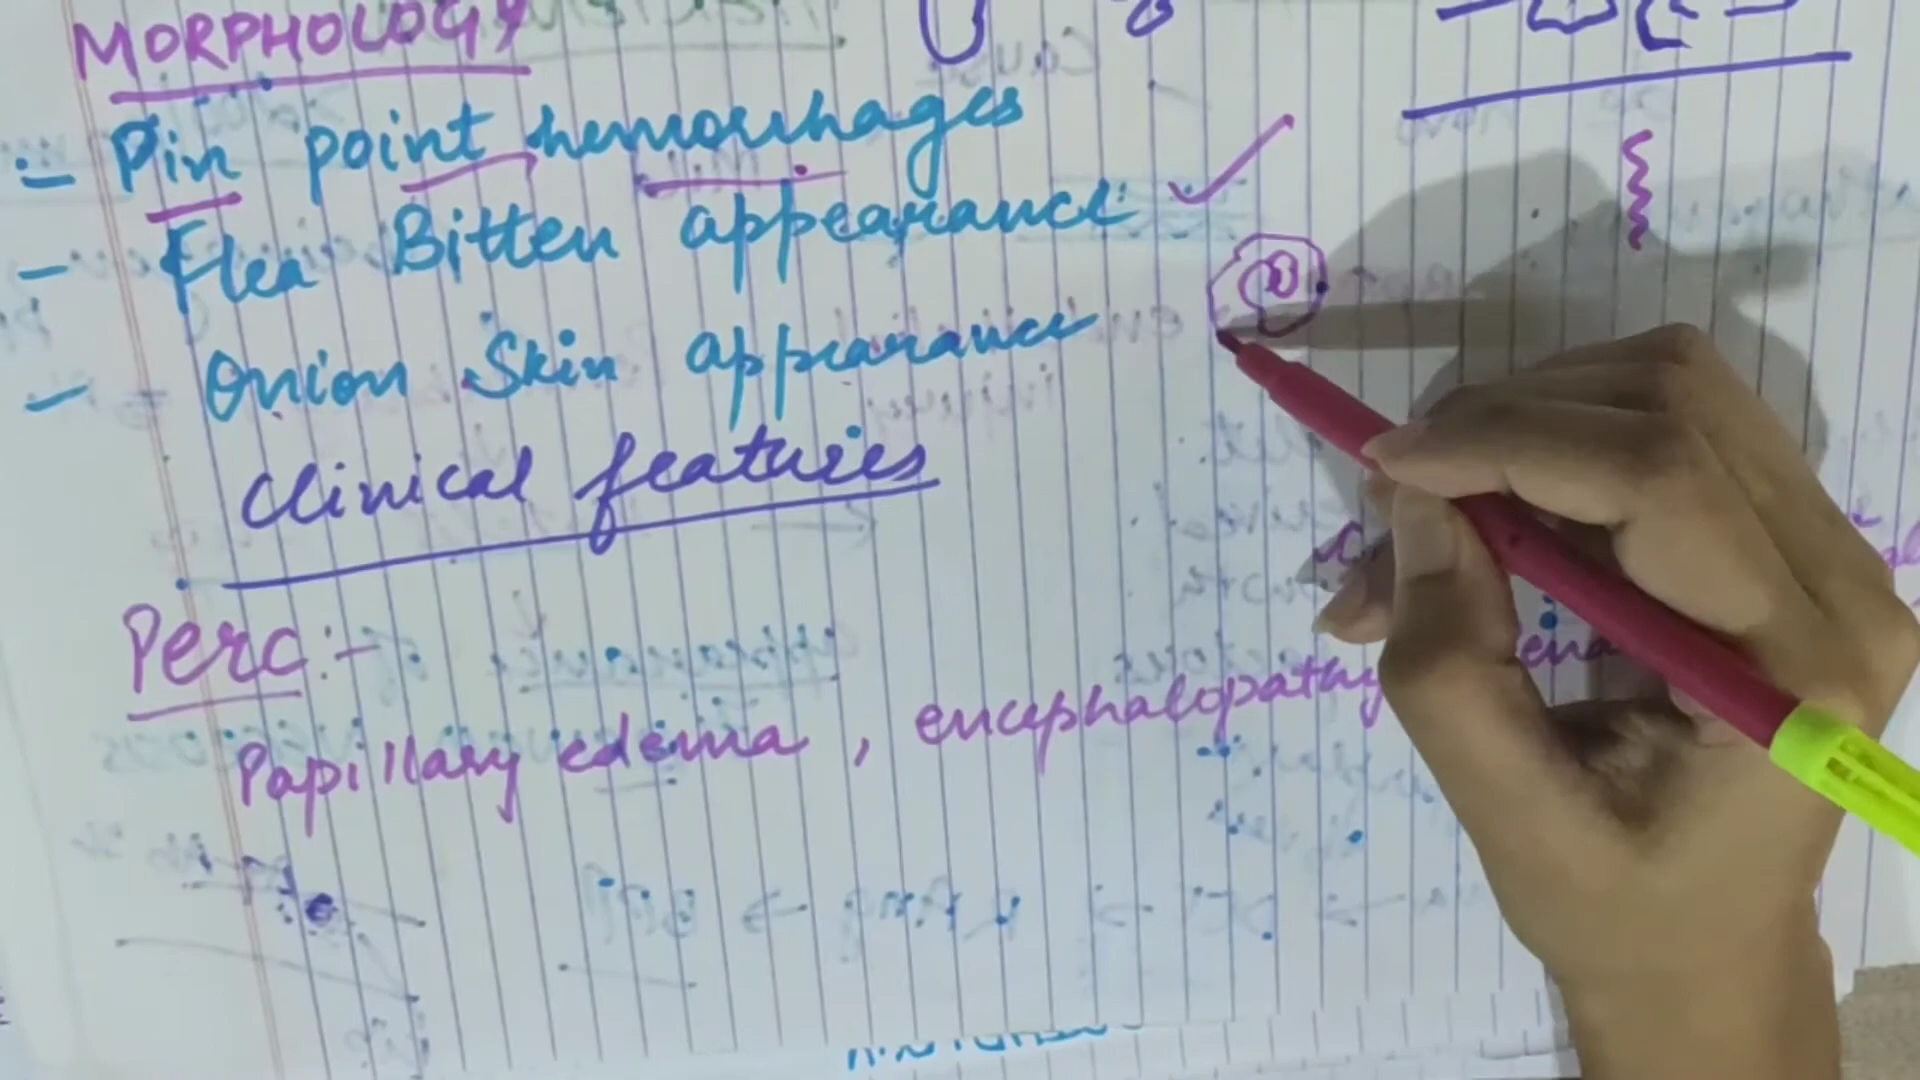 MORPHOLOGY
- Pin point hemorrhages
- Flea Bitten appearance
- Onion Skin appearance
Clinical features
Perc :-
Papillary edema, encephalopathy